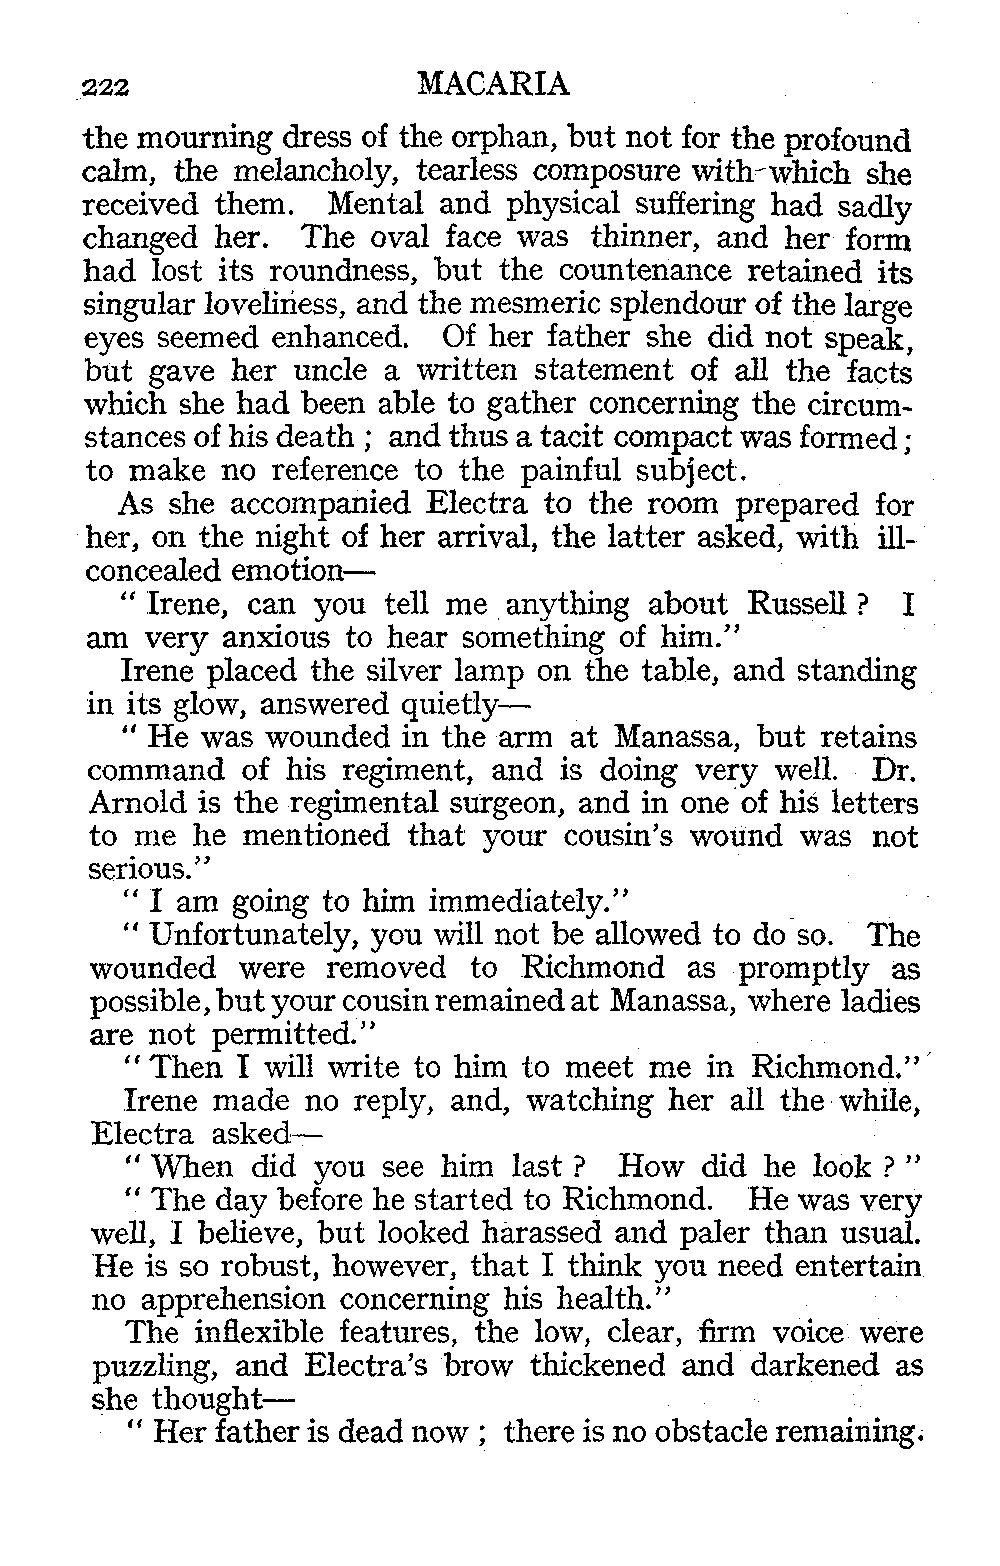 222 MACARIA
the mourning dress of the orphan, but not for the profound
calm, the melancholy, tearless composure with which she
received them. Mental and physical suffering had sadly
changed her. The oval face was thinner, and her form
had lost its roundness, but the countenance retained its
singular loveliness, and the mesmeric splendour of the large
eyes seemed enhanced. Of her father she did not speak,
but gave her uncle a written statement of all the facts
which she had been able to gather concerning the circum-
stances of his death ; and thus a tacit compact was formed ;
to make no reference to the painful subject.
As she accompanied Electra to the room prepared for
her, on the night of her arrival, the latter asked, with ill-
concealed emotion—
" Irene, can you tell me anything about Russell ? I
am very anxious to hear something of him."
Irene placed the silver lamp on the table, and standing
in its glow, answered quietly—
" He was wounded in the arm at Manassa, but retains
command of his regiment, and is doing very well. Dr.
Arnold is the regimental surgeon, and in one of his letters
to me he mentioned that your cousin's wound was not
serious."
" I am going to him immediately."
" Unfortunately, you will not be allowed to do so. The
wounded were removed to Richmond as promptly as
possible, but your cousin remained at Manassa, where ladies
are not permitted."
" Then I will write to him to meet me in Richmond."
Irene made no reply, and, watching her all the while,
Electra asked—
" When did you see him last ? How did he look ? "
" The day before he started to Richmond. He was very
well, I believe, but looked harassed and paler than usual.
He is so robust, however, that I think you need entertain
no apprehension concerning his health."
The inflexible features, the low, clear, firm voice were
puzzling, and Electra's brow thickened and darkened as
she thought—
" Her father is dead now ; there is no obstacle remaining.